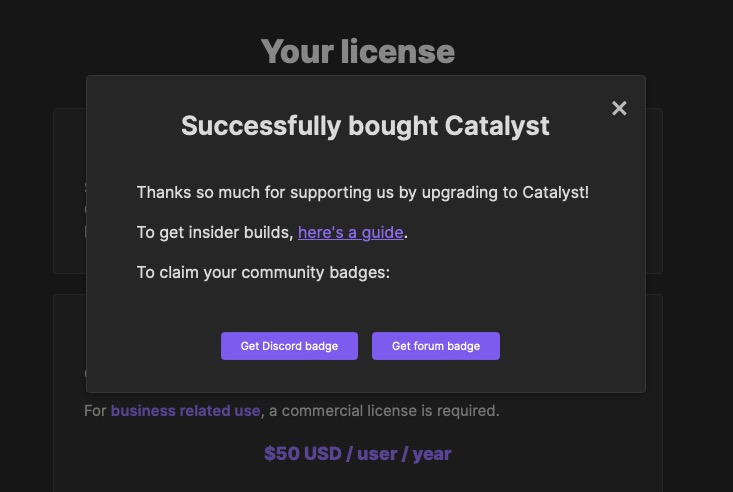 Your license
Successfully bought Catalyst
Thanks so much for supporting us by upgrading to Catalyst!
To get insider builds, here's a guide.
To claim your community badges:
Get Discord badge
Get forum badge
For business related use, a commercial license is required.
$50 USD / user / year